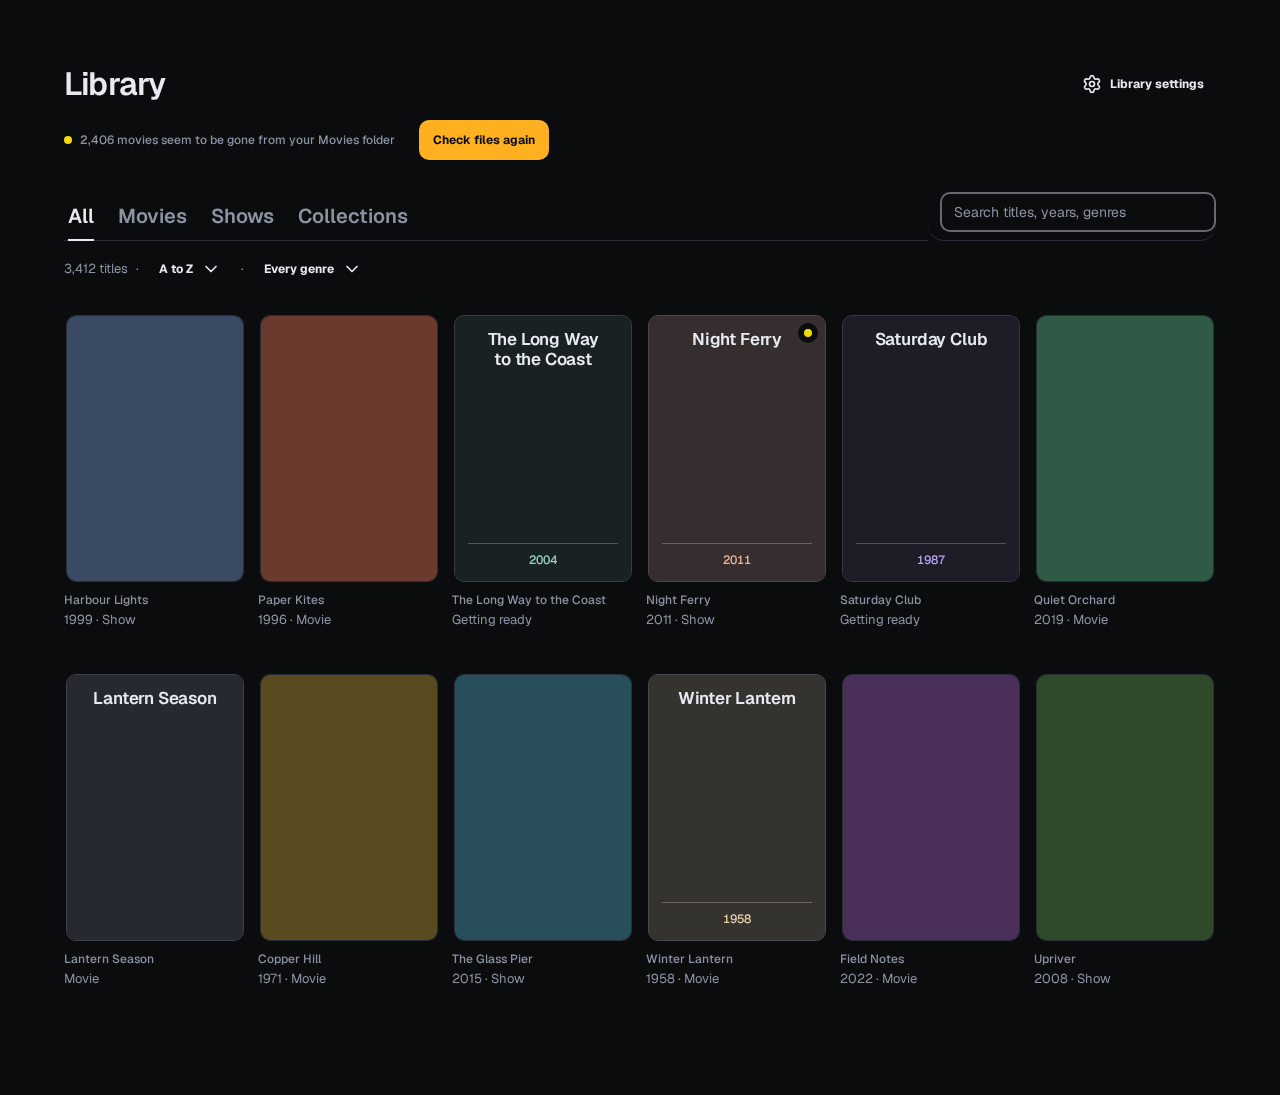 Library
Library settings
2,406 movies seem to be gone from your Movies folder
Check files again
All
Movies
Shows
Collections
Search titles, years, genres
3,412 titles · A to Z · Every genre
The Long Way
to the Coast
2004
Night Ferry
2011
Saturday Club
1987
Harbour Lights
1999 · Show
Paper Kites
1996 · Movie
The Long Way to the Coast
Getting ready
Night Ferry
2011 · Show
Saturday Club
Getting ready
Quiet Orchard
2019 · Movie
Lantern Season
Winter Lantern
1958
Lantern Season
Movie
Copper Hill
1971 · Movie
The Glass Pier
2015 · Show
Winter Lantern
1958 · Movie
Field Notes
2022 · Movie
Upriver
2008 · Show